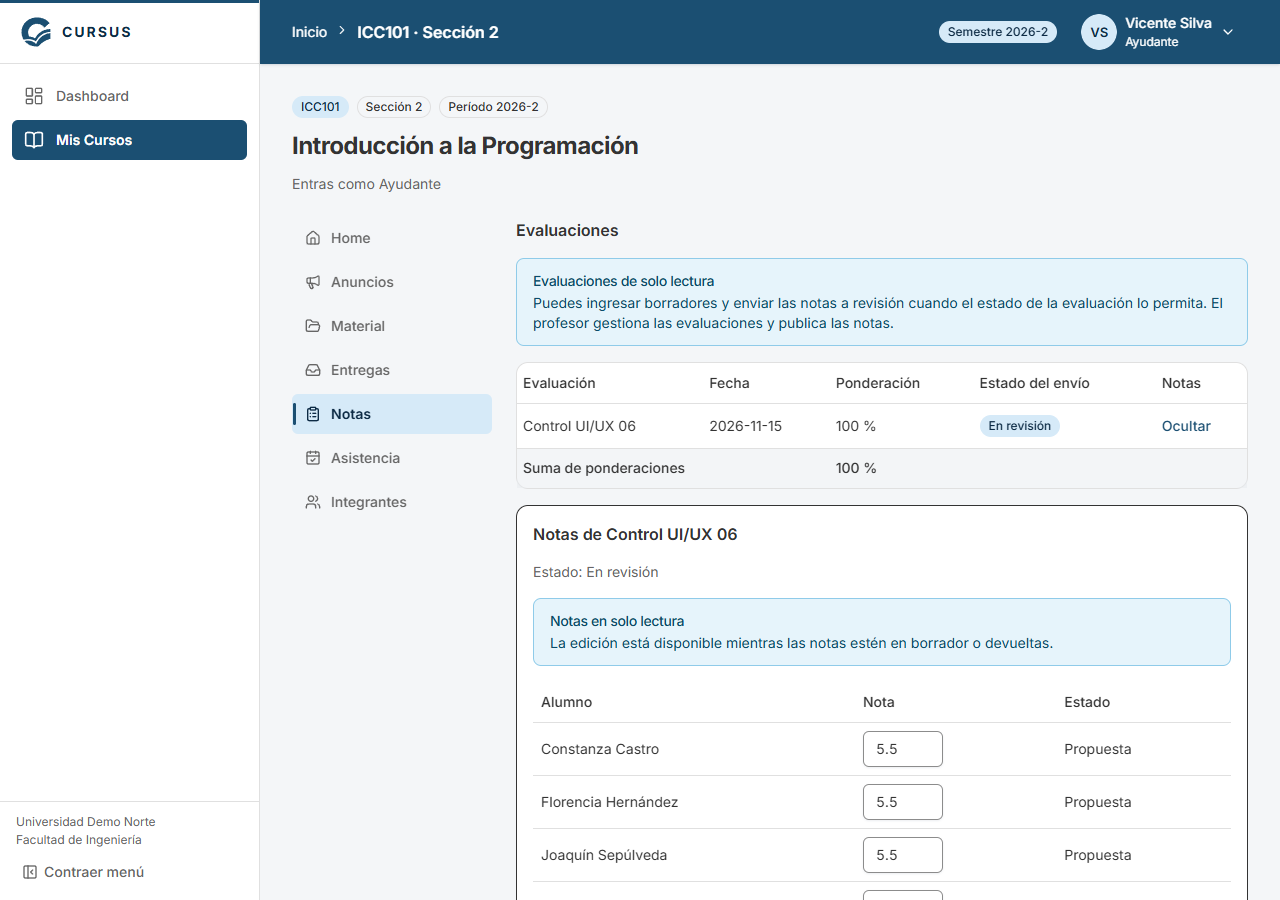 CURSUS
Inicio > ICC101 · Sección 2
Semestre 2026-2
VS
Vicente Silva
Ayudante
Dashboard
Mis Cursos
ICC101
Sección 2
Período 2026-2
Introducción a la Programación
Entras como Ayudante
Home
Anuncios
Material
Entregas
Notas
Asistencia
Integrantes
Evaluaciones
Evaluaciones de solo lectura
Puedes ingresar borradores y enviar las notas a revisión cuando el estado de la evaluación lo permita. El
profesor gestiona las evaluaciones y publica las notas.
Evaluación Fecha Ponderación Estado del envío Notas
Control UI/UX 06 2026-11-15 100 % En revisión Ocultar
Suma de ponderaciones 100 %
Notas de Control UI/UX 06
Estado: En revisión
Notas en solo lectura
La edición está disponible mientras las notas estén en borrador o devueltas.
Alumno Nota Estado
Constanza Castro 5.5 Propuesta
Florencia Hernández 5.5 Propuesta
Joaquín Sepúlveda 5.5 Propuesta
Universidad Demo Norte
Facultad de Ingeniería
Contraer menú